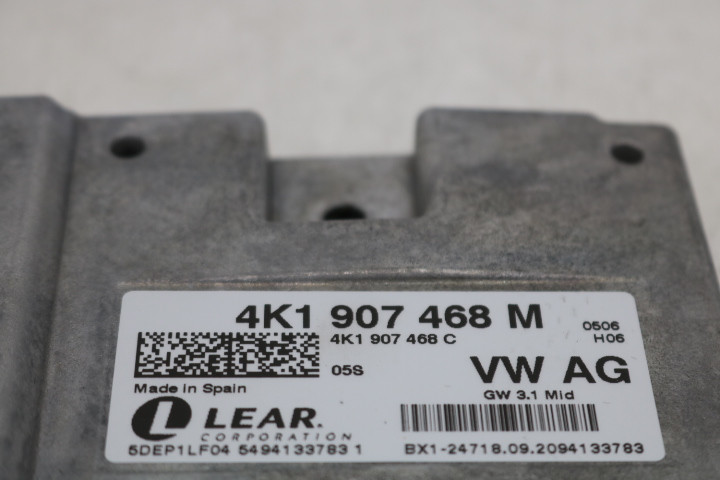 4K1 907 468 M
0506
4K1 907 468 C
H06
05S
VW AG
Made in Spain
GW 3.1 Mid
LEAR.
CORPORATION
5DEP1LF04 5494133783 1
BX1-24718.09.2094133783